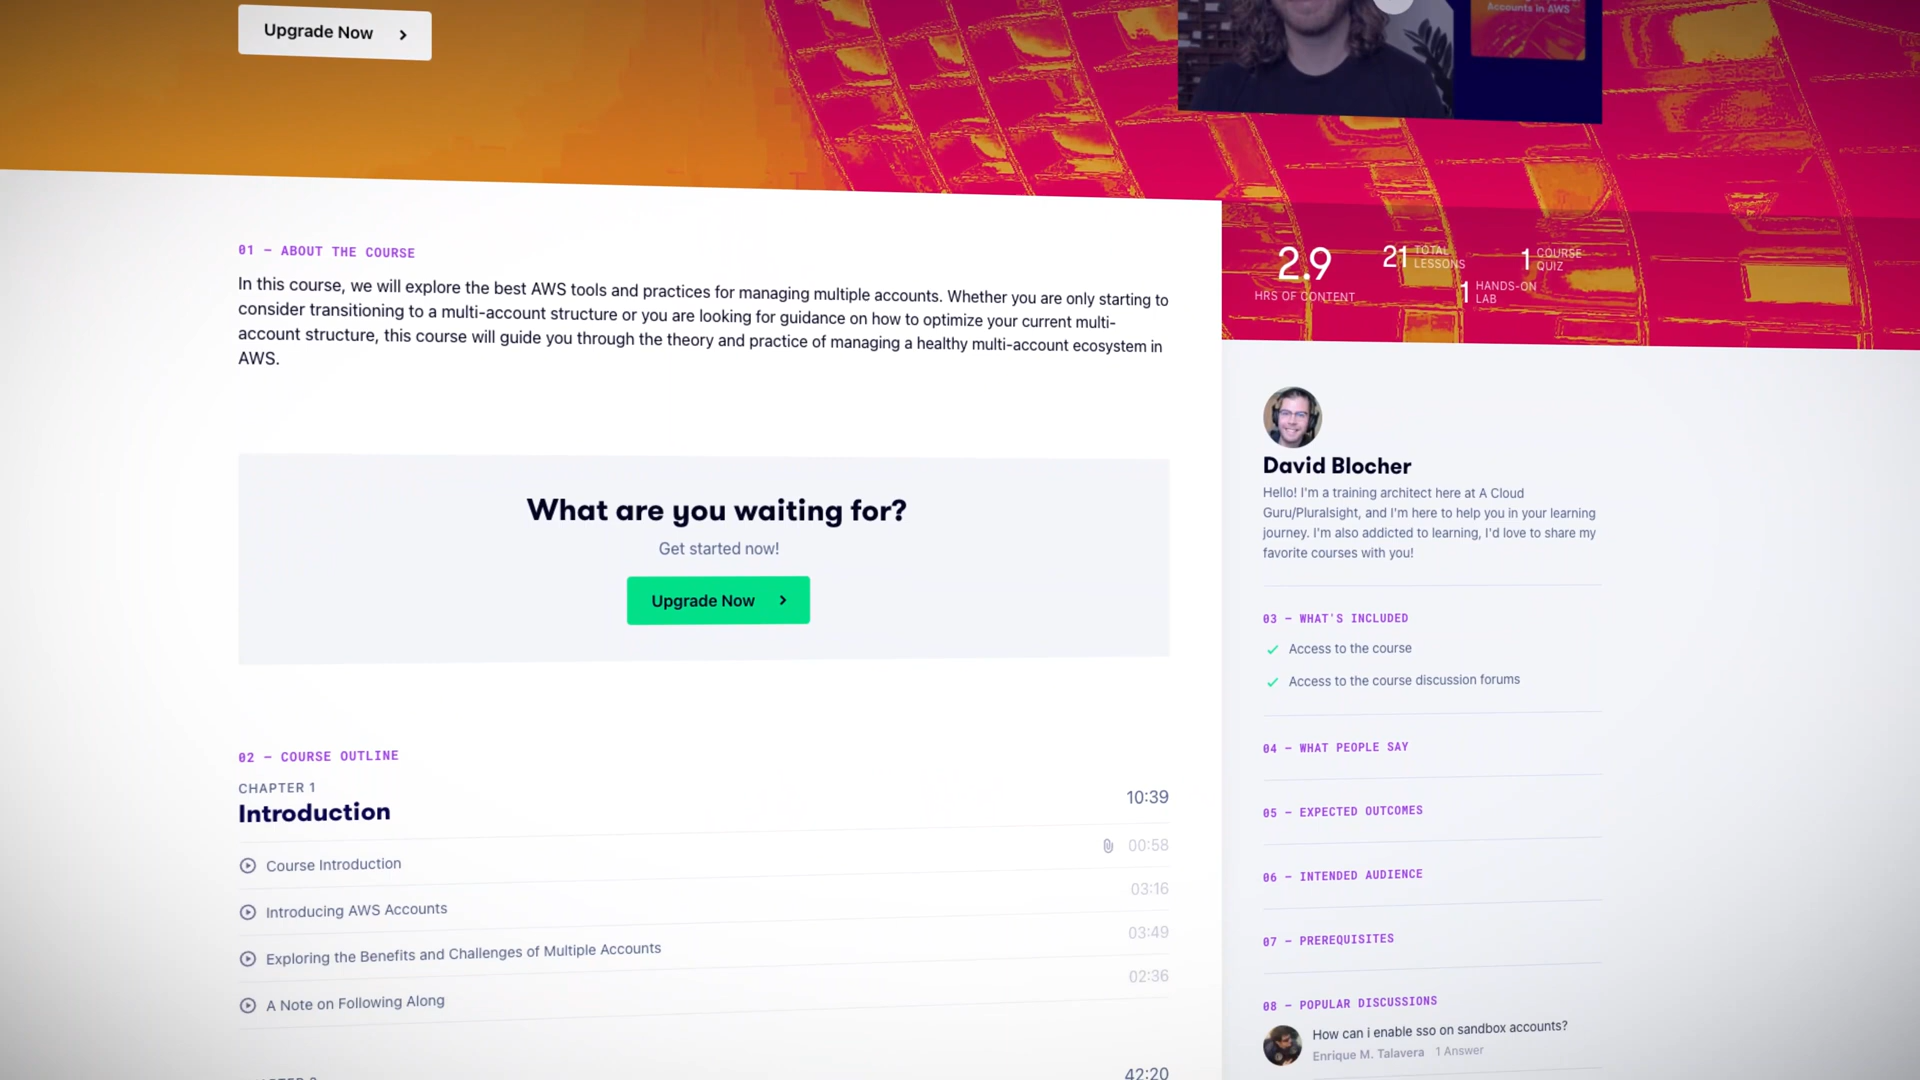 Upgrade Now
Accounts in AWS
01 – ABOUT THE COURSE
In this course, we will explore the best AWS tools and practices for managing multiple accounts. Whether you are only starting to
consider transitioning to a multi-account structure or you are looking for guidance on how to optimize your current multi-
account structure, this course will guide you through the theory and practice of managing a healthy multi-account ecosystem in
AWS.
What are you waiting for?
Get started now!
Upgrade Now
02 – COURSE OUTLINE
CHAPTER 1
Introduction 10:39
Course Introduction 00:58
Introducing AWS Accounts 03:16
Exploring the Benefits and Challenges of Multiple Accounts 03:49
A Note on Following Along 02:36
42:20
2.9
HRS OF CONTENT
21 TOTAL
LESSONS
1 COURSE
QUIZ
1 HANDS-ON
LAB
David Blocher
Hello! I'm a training architect here at A Cloud
Guru/Pluralsight, and I'm here to help you in your learning
journey. I'm also addicted to learning, I'd love to share my
favorite courses with you!
03 – WHAT'S INCLUDED
Access to the course
Access to the course discussion forums
04 – WHAT PEOPLE SAY
05 – EXPECTED OUTCOMES
06 – INTENDED AUDIENCE
07 – PREREQUISITES
08 – POPULAR DISCUSSIONS
How can i enable sso on sandbox accounts?
Enrique M. Talavera 1 Answer